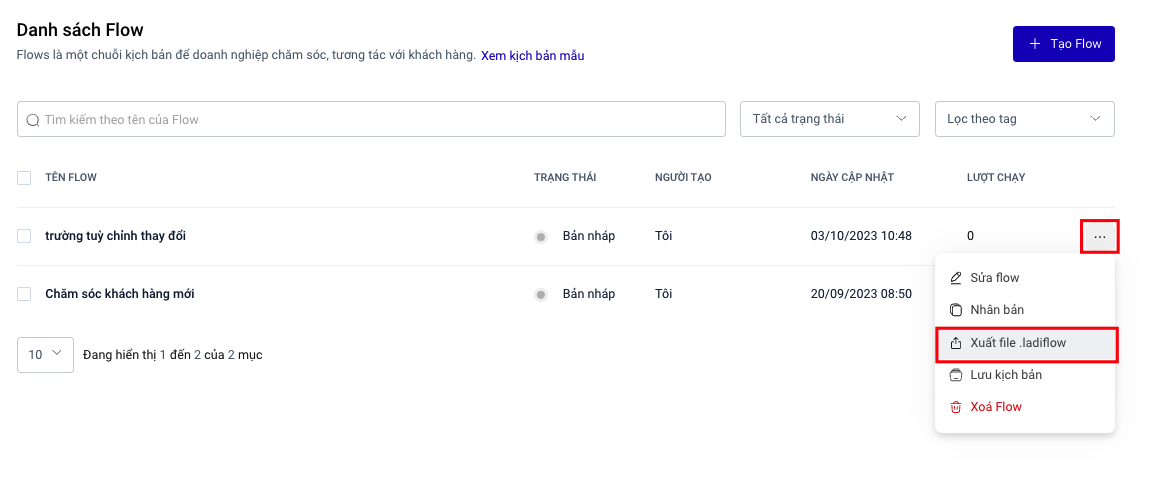 Danh sách Flow
Flows là một chuỗi kịch bản để doanh nghiệp chăm sóc, tương tác với khách hàng. Xem kịch bản mẫu
+ Tạo Flow
Tìm kiếm theo tên của Flow
Tất cả trạng thái
Lọc theo tag
TÊN FLOW TRẠNG THÁI NGƯỜI TẠO NGÀY CẬP NHẬT LƯỢT CHẠY
trường tuỳ chỉnh thay đổi Bản nháp Tôi 03/10/2023 10:48 0 ...
Chăm sóc khách hàng mới Bản nháp Tôi 20/09/2023 08:50
Sửa flow
Nhân bản
Xuất file .ladiflow
Lưu kịch bản
Xoá Flow
10 Đang hiển thị 1 đến 2 của 2 mục